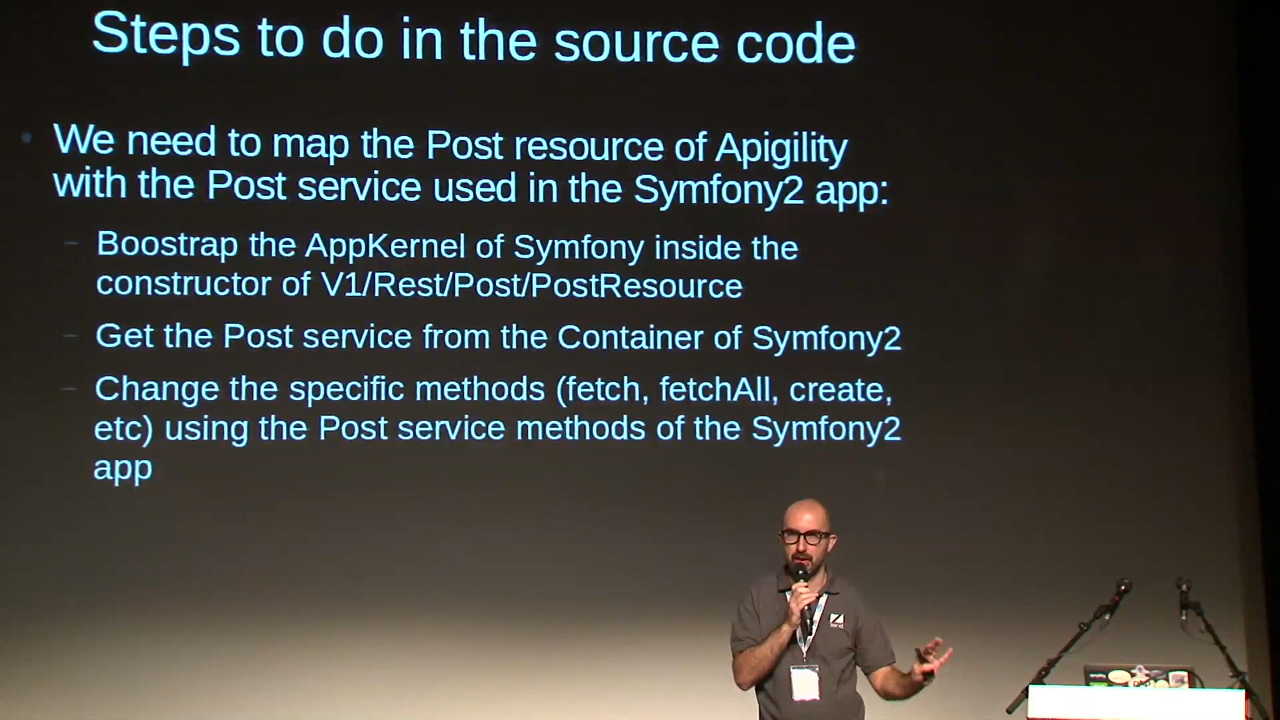 Steps to do in the source code
We need to map the Post resource of Apigility
with the Post service used in the Symfony2 app:
Boostrap the AppKernel of Symfony inside the
constructor of V1/Rest/Post/PostResource
Get the Post service from the Container of Symfony2
Change the specific methods (fetch, fetchAll, create,
etc) using the Post service methods of the Symfony2
app